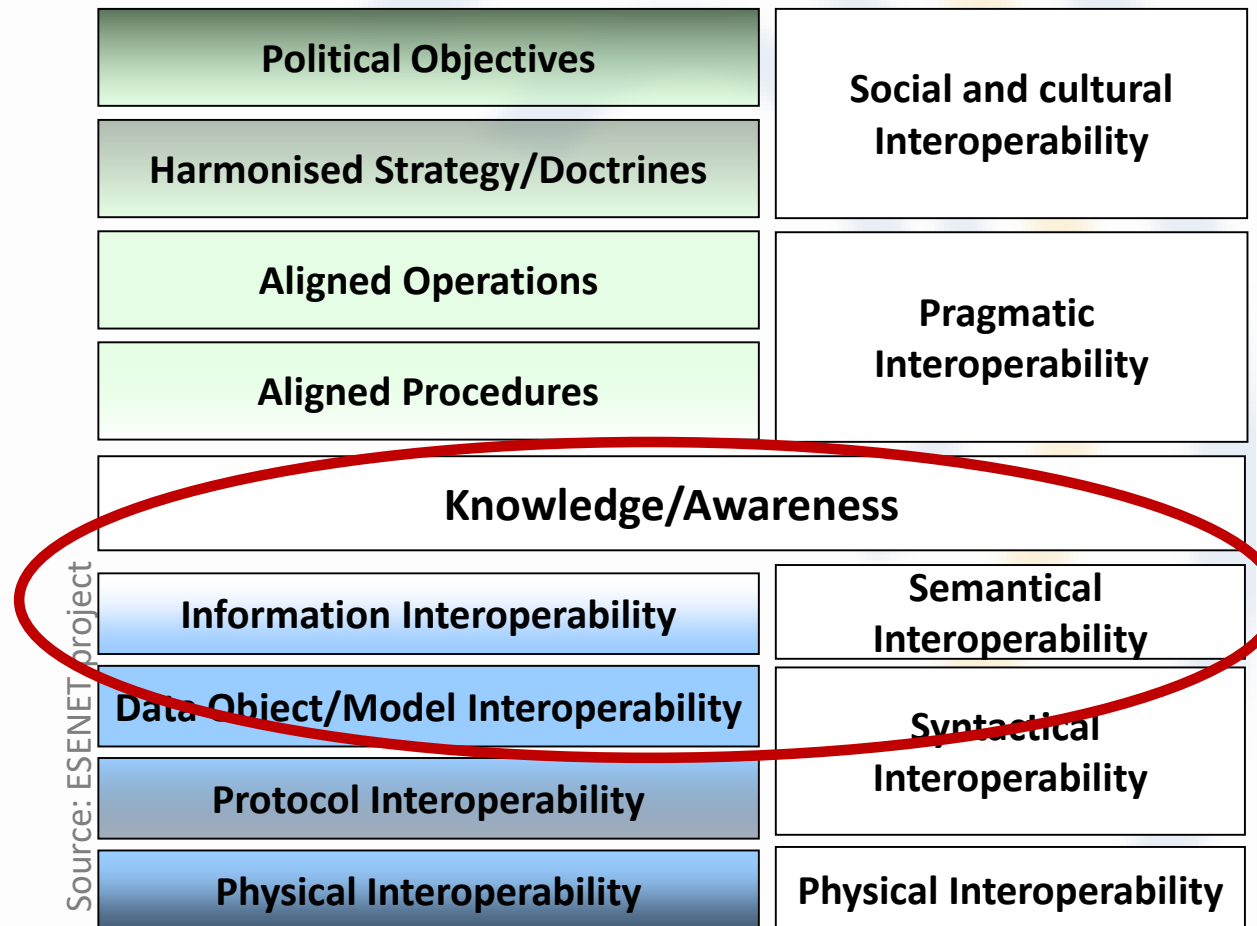 Political Objectives
Social and cultural
Interoperability
Harmonised Strategy/Doctrines
Aligned Operations
Pragmatic
Interoperability
Aligned Procedures
Knowledge/Awareness
Information Interoperability
Semantical
Interoperability
Data Object/Model Interoperability
Syntactical
Interoperability
Protocol Interoperability
Physical Interoperability
Physical Interoperability
Source: ESENET project